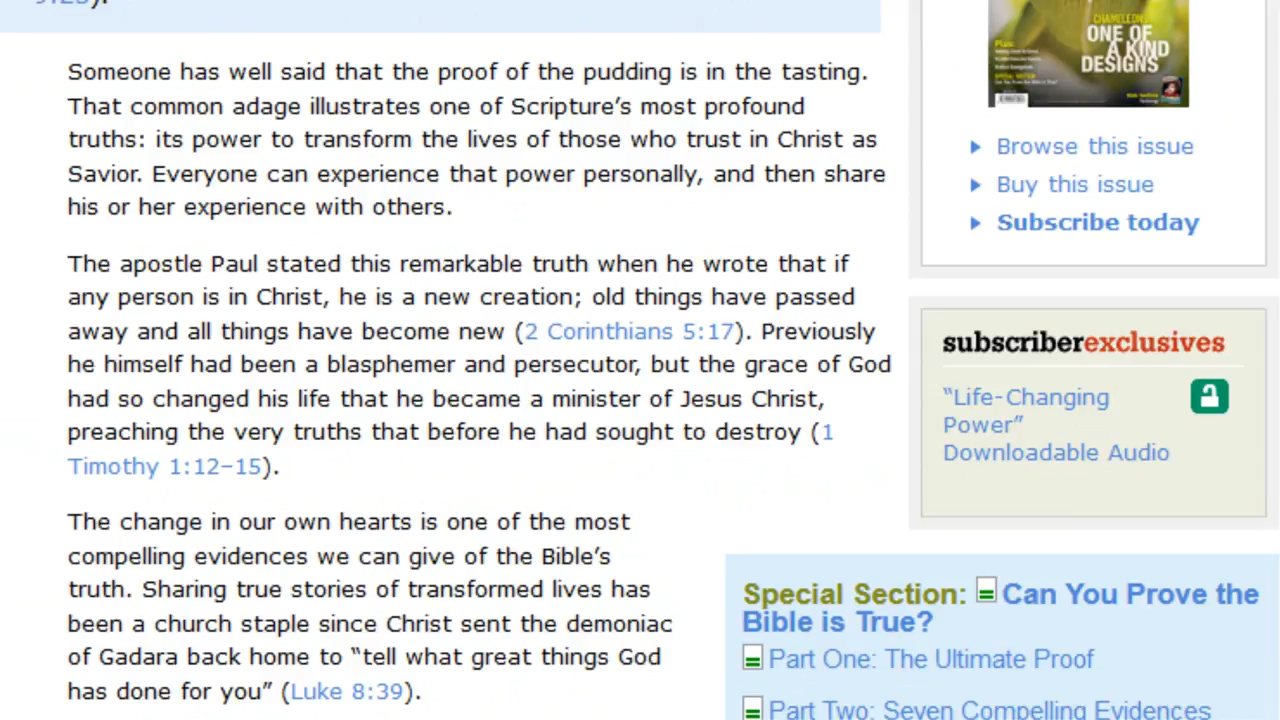 Someone has well said that the proof of the pudding is in the tasting.
That common adage illustrates one of Scripture's most profound
truths: its power to transform the lives of those who trust in Christ as
Savior. Everyone can experience that power personally, and then share
his or her experience with others.
The apostle Paul stated this remarkable truth when he wrote that if
any person is in Christ, he is a new creation; old things have passed
away and all things have become new (2 Corinthians 5:17). Previously
he himself had been a blasphemer and persecutor, but the grace of God
had so changed his life that he became a minister of Jesus Christ,
preaching the very truths that before he had sought to destroy (1
Timothy 1:12–15).
The change in our own hearts is one of the most
compelling evidences we can give of the Bible's
truth. Sharing true stories of transformed lives has
been a church staple since Christ sent the demoniac
of Gadara back home to “tell what great things God
has done for you” (Luke 8:39).
CHAMELEON:
ONE OF
A KIND
DESIGNS
Plus:
Browse this issue
Buy this issue
Subscribe today
subscriberexclusives
“Life-Changing
Power”
Downloadable Audio
Special Section: Can You Prove the
Bible is True?
Part One: The Ultimate Proof
Part Two: Seven Compelling Evidences